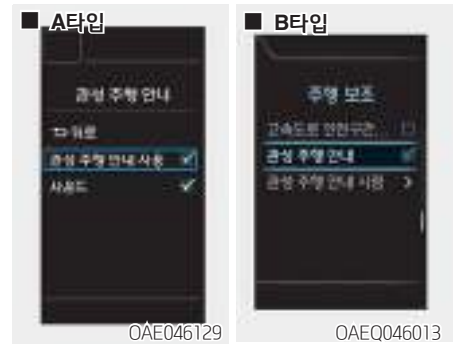 ■ A타입
관성 주행 안내
뒤로
관성 주행 안내 사용
사운드
OAE046129
■ B타입
주행 보조
고속도로 안전구간...
관성 주행 안내
관성 주행 안내 시점
OAEQ046013